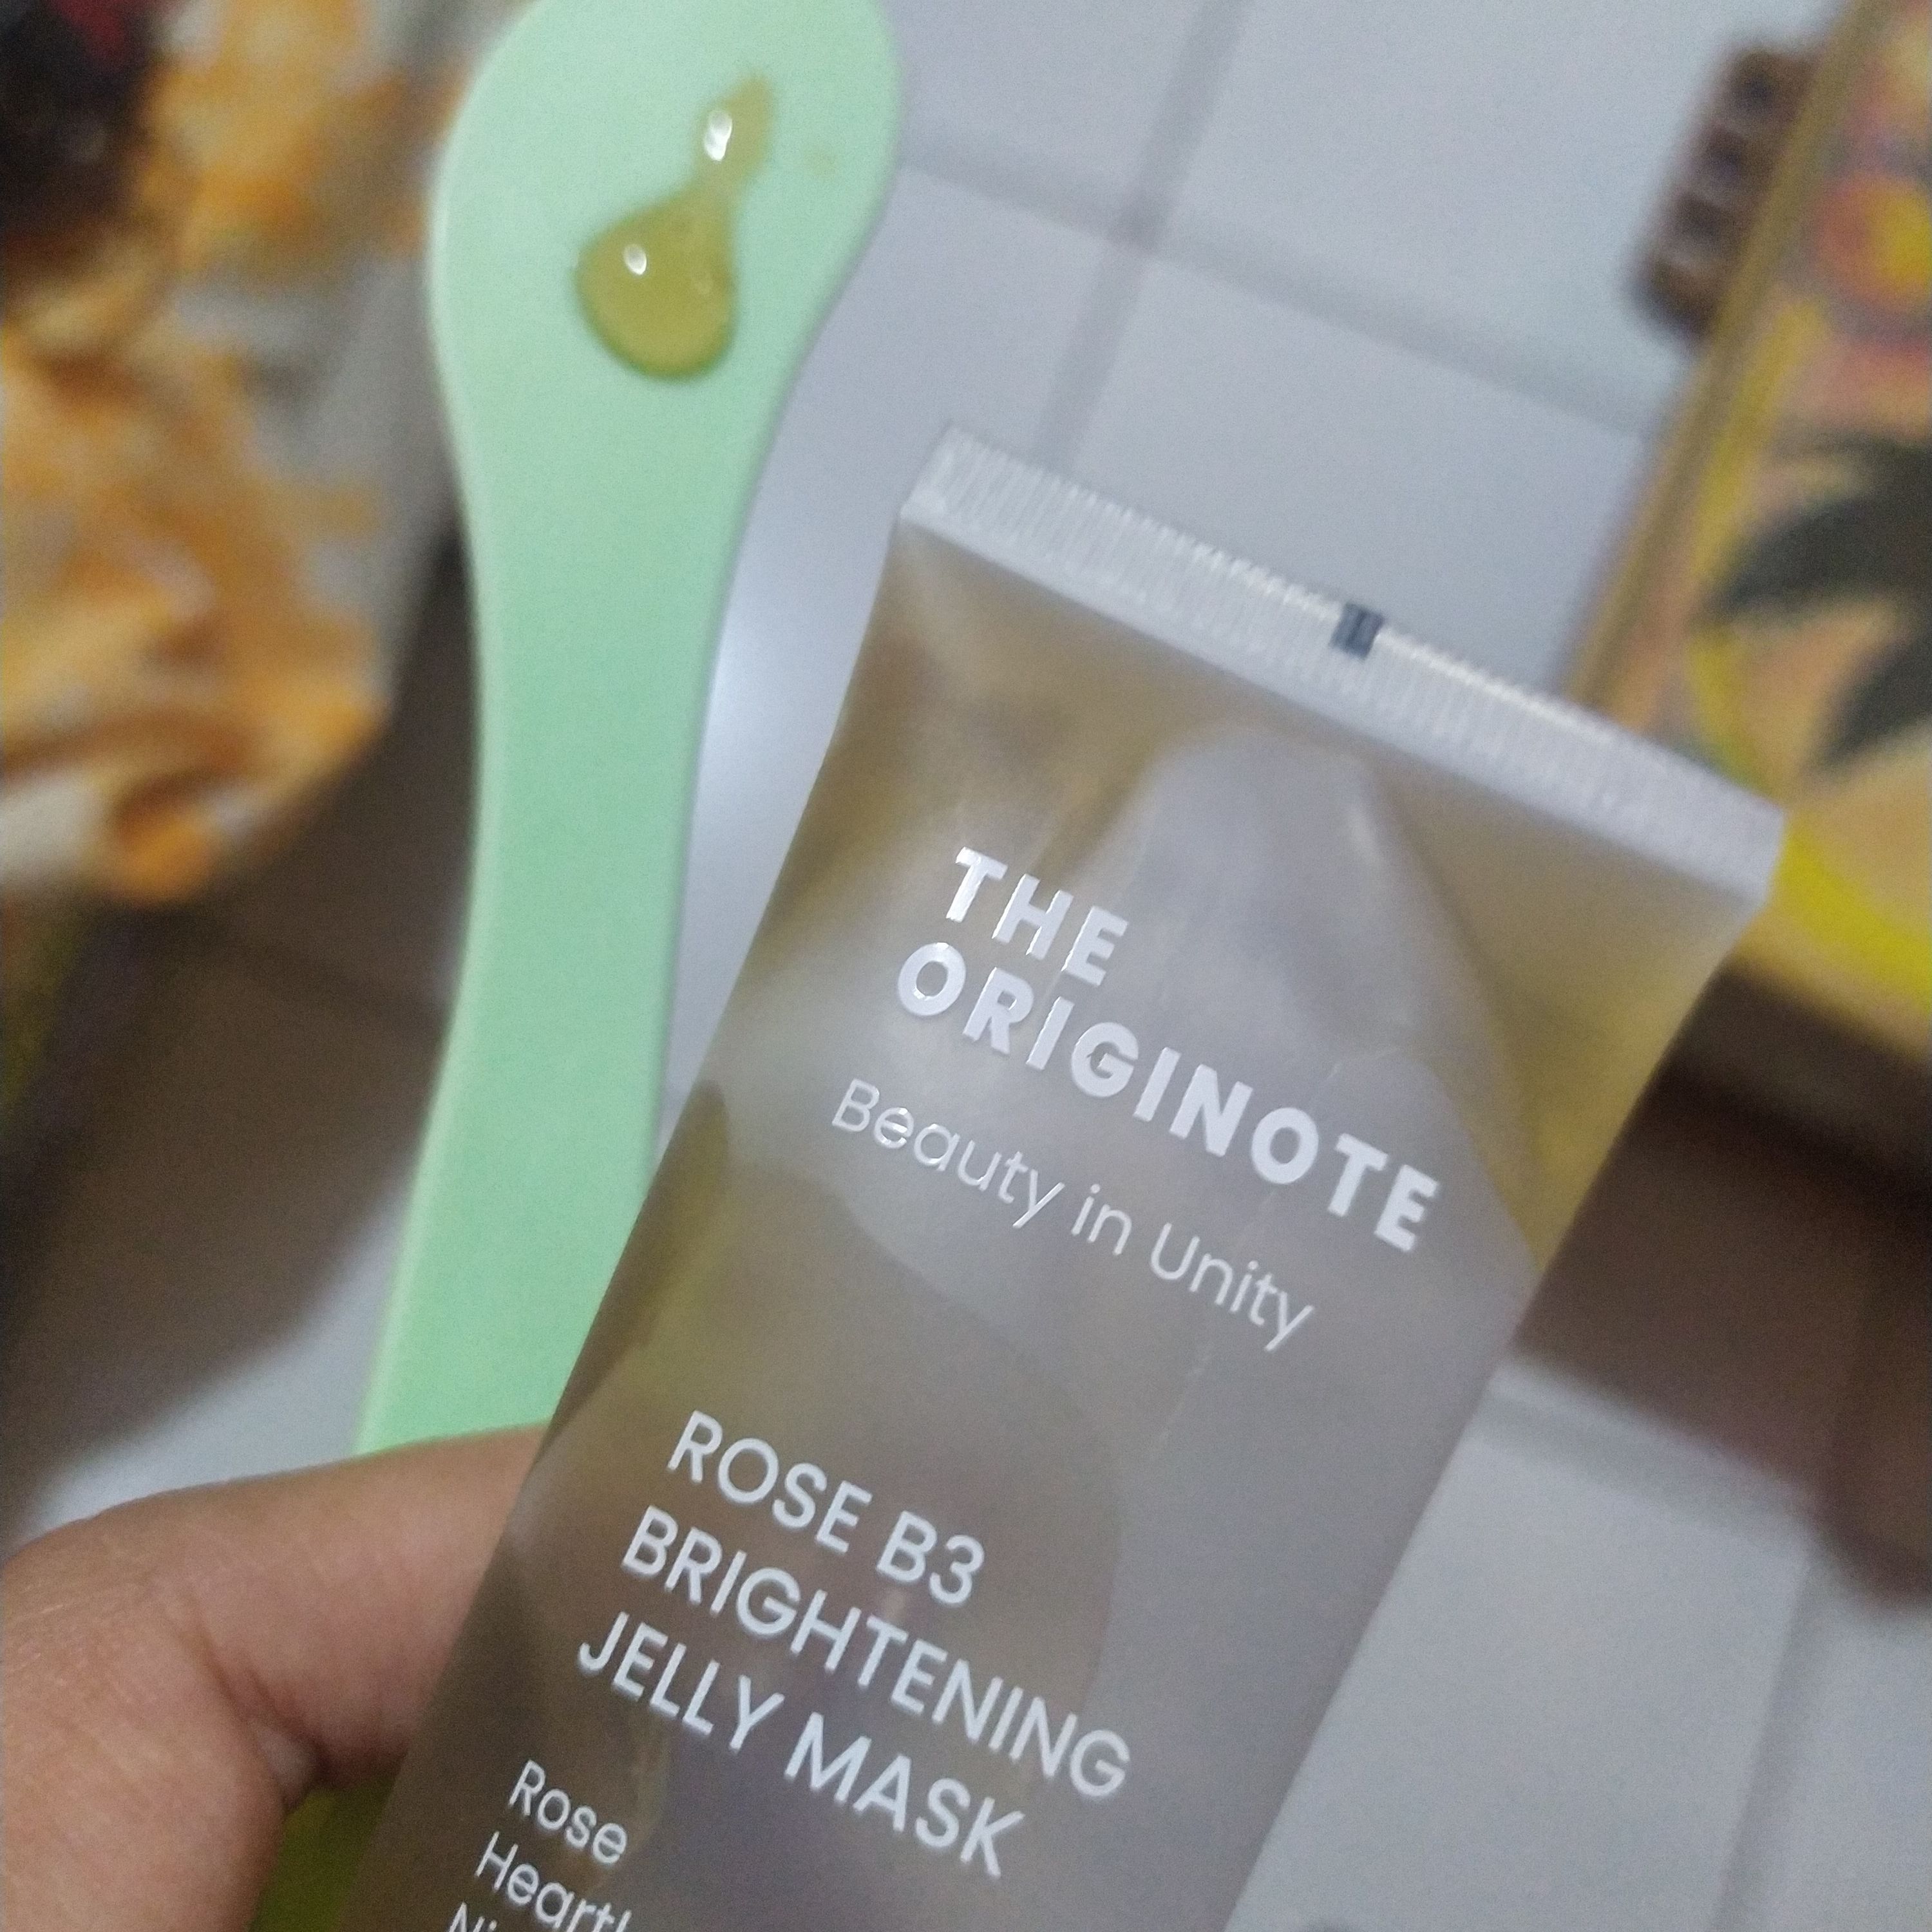 THE
ORIGINOTE
Beauty in Unity
ROSE B3
BRIGHTENING
JELLY MASK
Rose